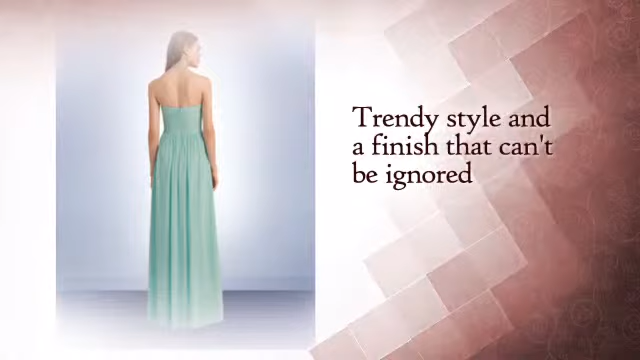 Trendy style and
a finish that can't
be ignored